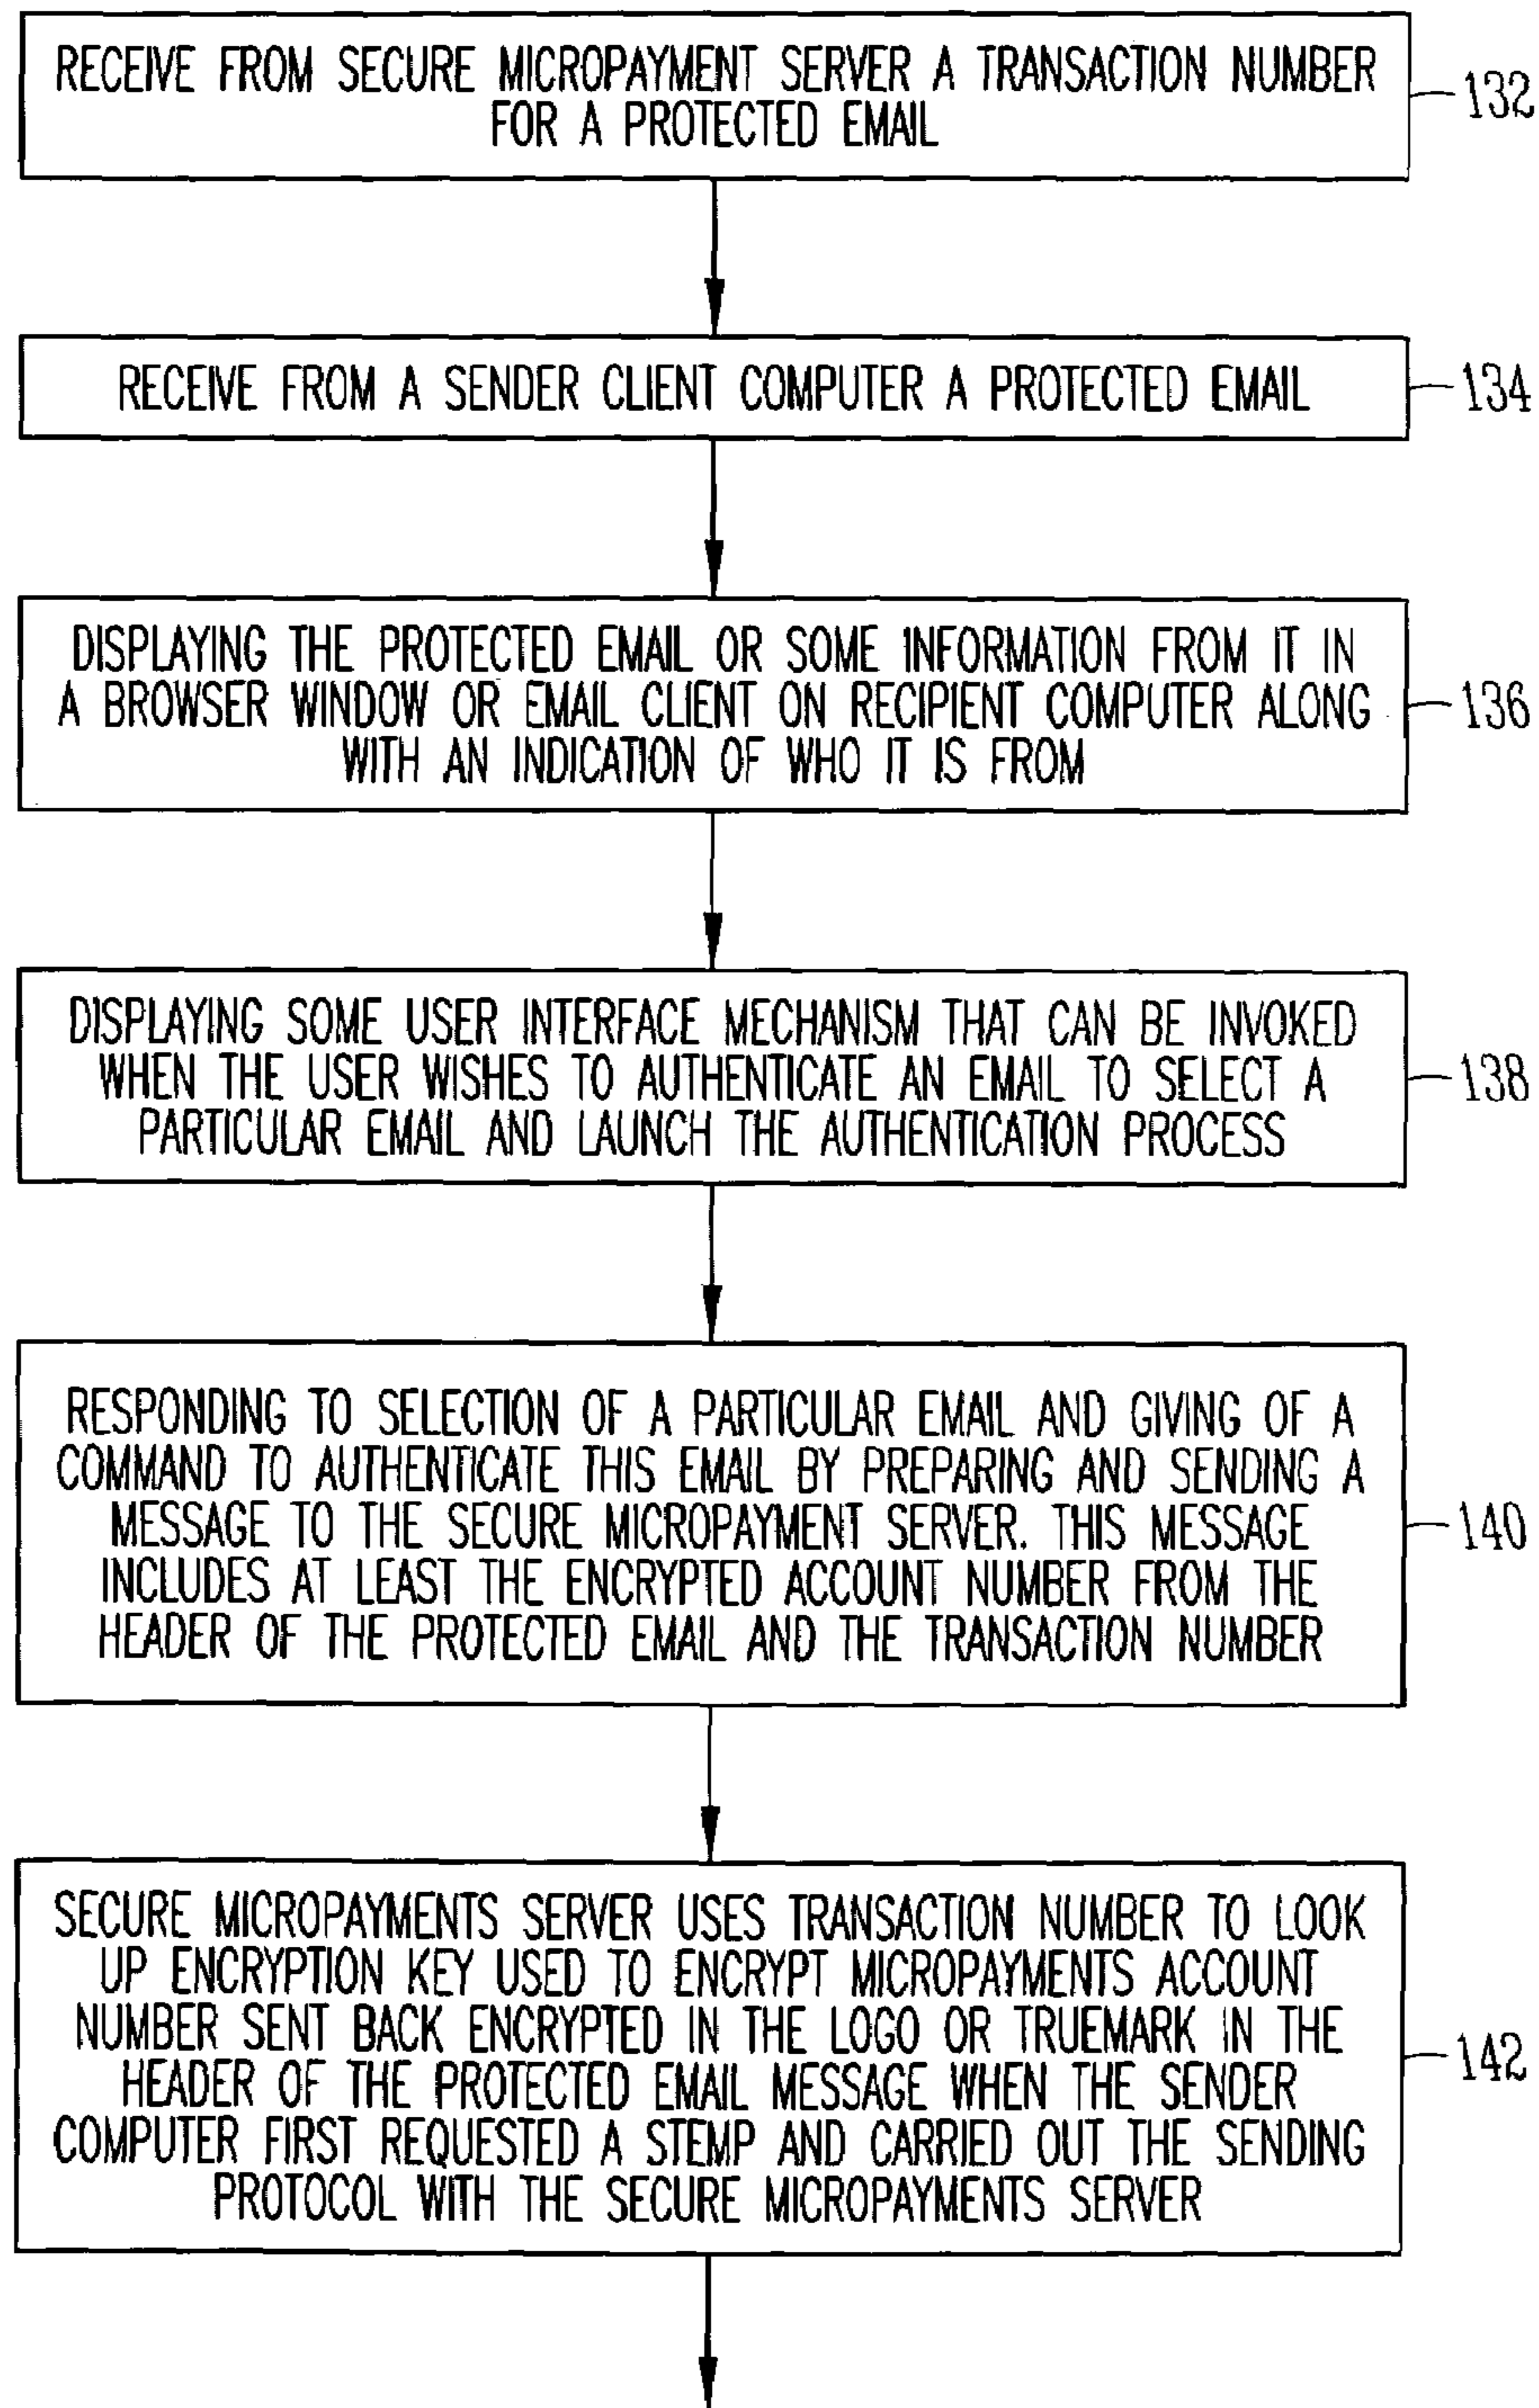 RECEIVE FROM SECURE MICROPAYMENT SERVER A TRANSACTION NUMBER
FOR A PROTECTED EMAIL
132
RECEIVE FROM A SENDER CLIENT COMPUTER A PROTECTED EMAIL
134
DISPLAYING THE PROTECTED EMAIL OR SOME INFORMATION FROM IT IN
A BROWSER WINDOW OR EMAIL CLIENT ON RECIPIENT COMPUTER ALONG
WITH AN INDICATION OF WHO IT IS FROM
136
DISPLAYING SOME USER INTERFACE MECHANISM THAT CAN BE INVOKED
WHEN THE USER WISHES TO AUTHENTICATE AN EMAIL TO SELECT A
PARTICULAR EMAIL AND LAUNCH THE AUTHENTICATION PROCESS
138
RESPONDING TO SELECTION OF A PARTICULAR EMAIL AND GIVING OF A
COMMAND TO AUTHENTICATE THIS EMAIL BY PREPARING AND SENDING A
MESSAGE TO THE SECURE MICROPAYMENT SERVER. THIS MESSAGE
INCLUDES AT LEAST THE ENCRYPTED ACCOUNT NUMBER FROM THE
HEADER OF THE PROTECTED EMAIL AND THE TRANSACTION NUMBER
140
SECURE MICROPAYMENTS SERVER USES TRANSACTION NUMBER TO LOOK
UP ENCRYPTION KEY USED TO ENCRYPT MICROPAYMENTS ACCOUNT
NUMBER SENT BACK ENCRYPTED IN THE LOGO OR TRUEMARK IN THE
HEADER OF THE PROTECTED EMAIL MESSAGE WHEN THE SENDER
COMPUTER FIRST REQUESTED A STEMP AND CARRIED OUT THE SENDING
PROTOCOL WITH THE SECURE MICROPAYMENTS SERVER
142